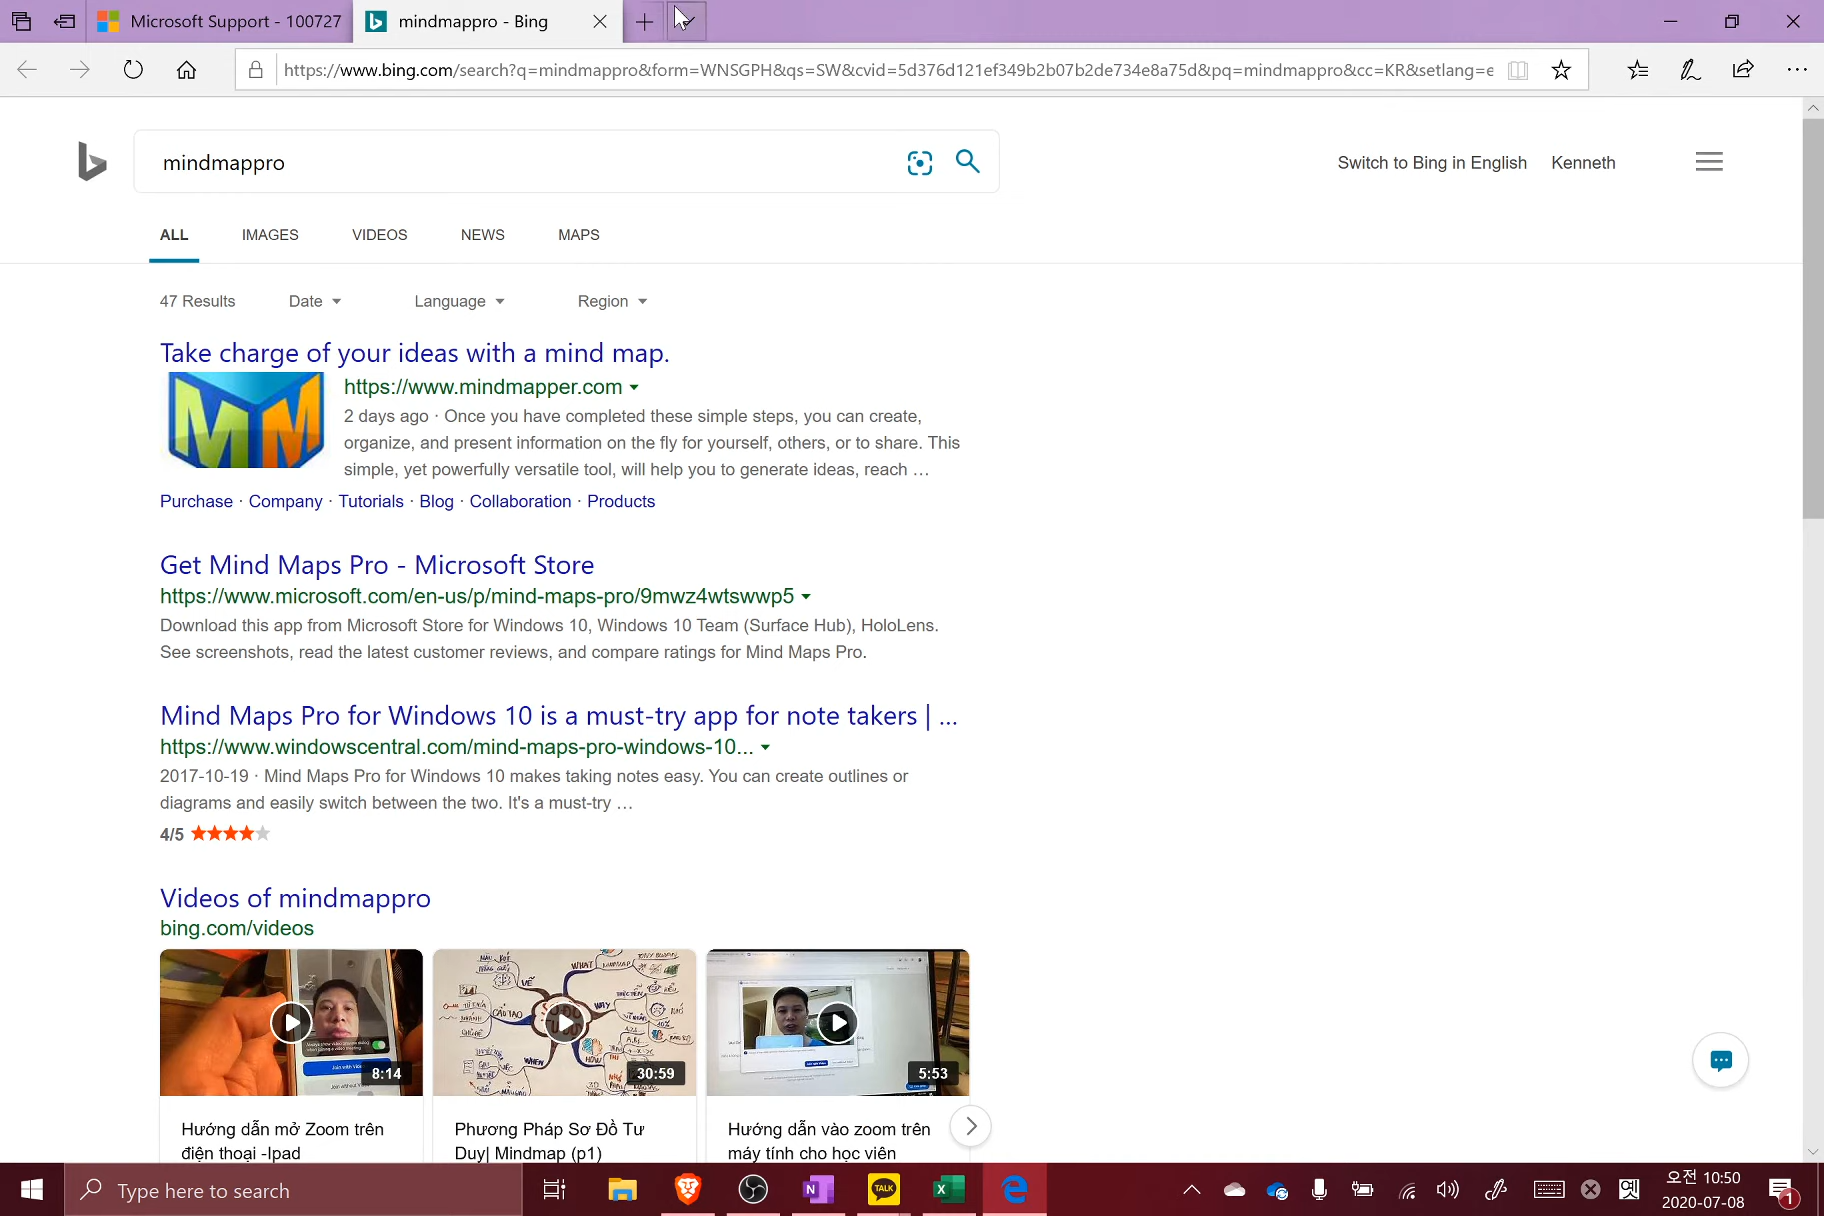 Microsoft Support - 100727
mindmappro - Bing
https://www.bing.com/search?q=mindmappro&form=WNSGPH&qs=SW&cvid=5d376d121ef349b2b07b2de734e8a75d&pq=mindmappro&cc=KR&setlang=e
mindmappro
Switch to Bing in English Kenneth
ALL IMAGES VIDEOS NEWS MAPS
47 Results Date Language Region
Take charge of your ideas with a mind map.
https://www.mindmapper.com
2 days ago · Once you have completed these simple steps, you can create,
organize, and present information on the fly for yourself, others, or to share. This
simple, yet powerfully versatile tool, will help you to generate ideas, reach …
Purchase · Company · Tutorials · Blog · Collaboration · Products
Get Mind Maps Pro - Microsoft Store
https://www.microsoft.com/en-us/p/mind-maps-pro/9mwz4wtswwp5
Download this app from Microsoft Store for Windows 10, Windows 10 Team (Surface Hub), HoloLens.
See screenshots, read the latest customer reviews, and compare ratings for Mind Maps Pro.
Mind Maps Pro for Windows 10 is a must-try app for note takers | ...
https://www.windowscentral.com/mind-maps-pro-windows-10...
2017-10-19 · Mind Maps Pro for Windows 10 makes taking notes easy. You can create outlines or
diagrams and easily switch between the two. It's a must-try …
4/5
Videos of mindmappro
bing.com/videos
WHAT
VẼ
WHY
CẤU TẠO
WHEN
HOW
8:14
30:59
5:53
Hướng dẫn mở Zoom trên
điện thoại -Ipad
Phương Pháp Sơ Đồ Tư
Duy| Mindmap (p1)
Hướng dẫn vào zoom trên
máy tính cho học viên
Type here to search
TALK
오전 10:50
2020-07-08
1